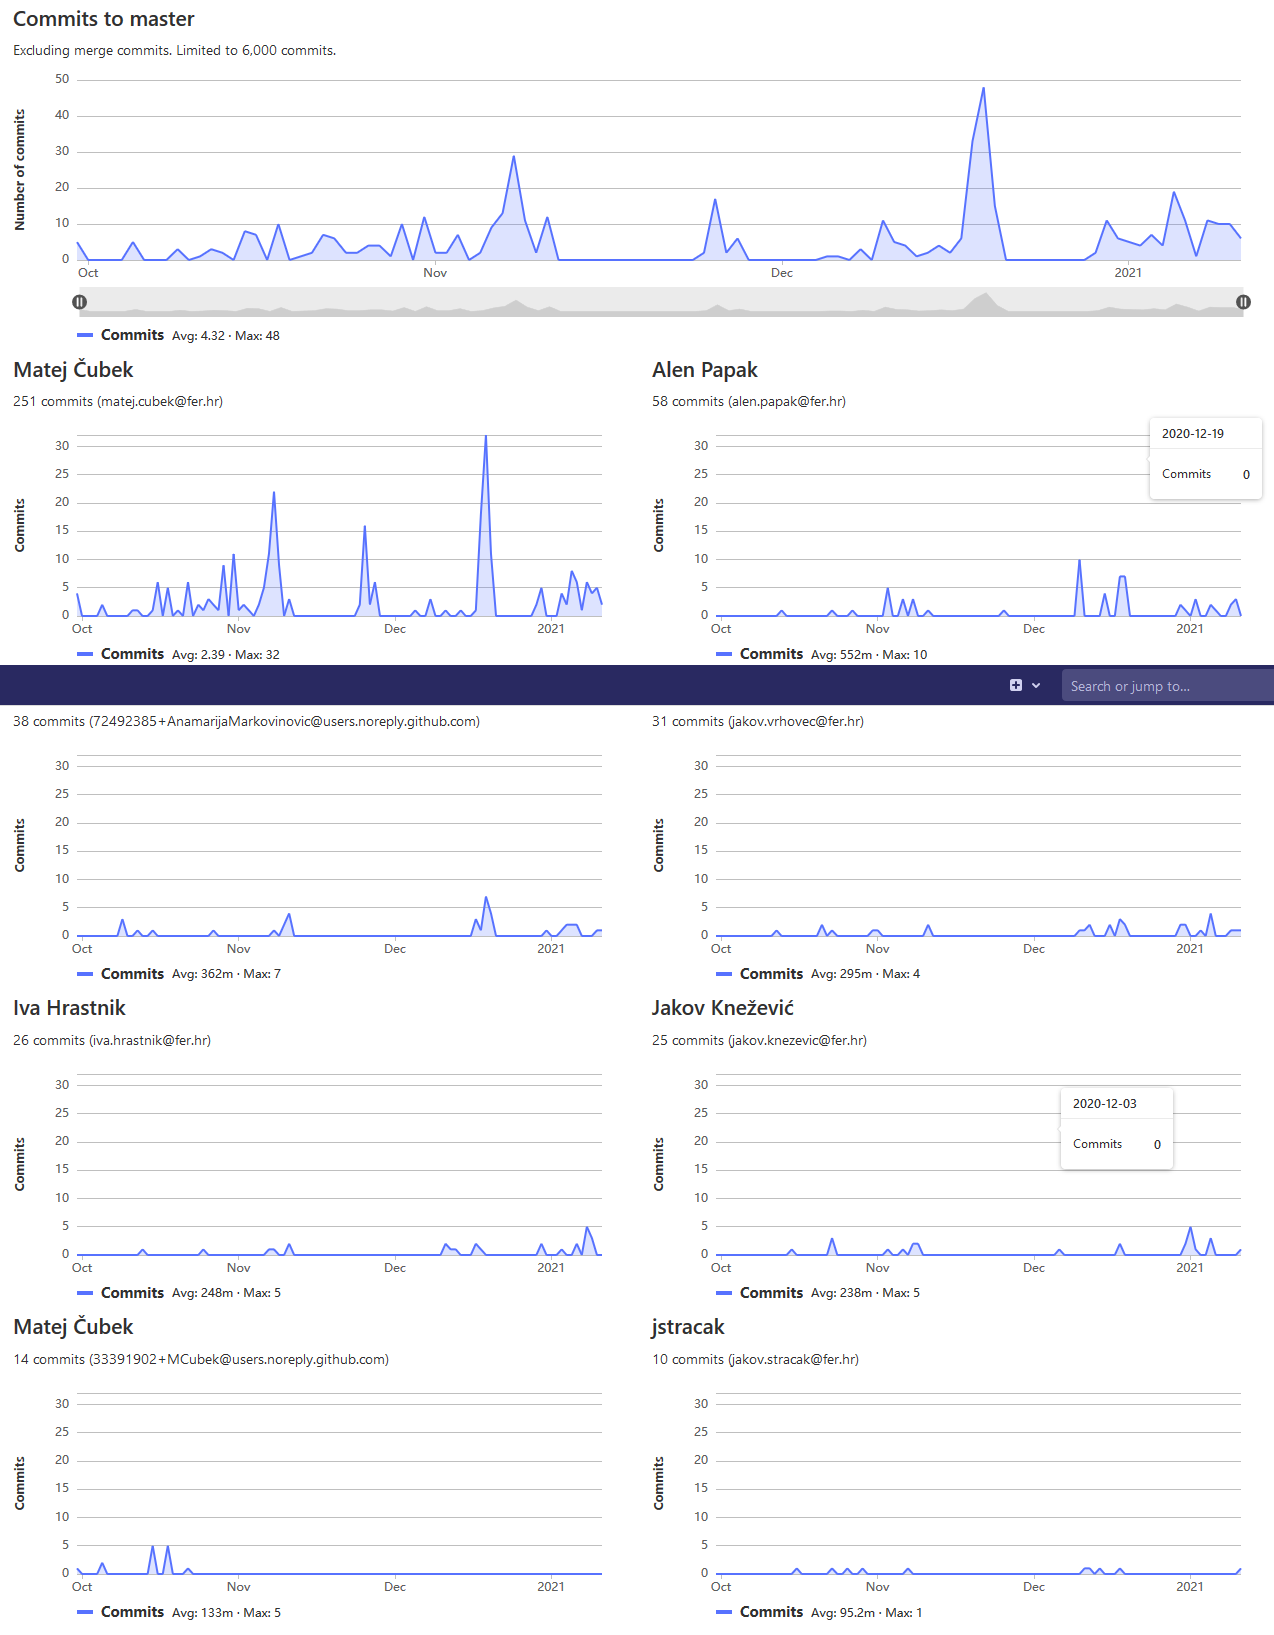 Commits to master
Excluding merge commits. Limited to 6,000 commits.
Number of commits
50
40
30
20
10
0
Oct Nov Dec 2021
Commits Avg: 4.32 · Max: 48
Matej Čubek
251 commits (matej.cubek@fer.hr)
Commits
30
25
20
15
10
5
0
Oct Nov Dec 2021
Commits Avg: 2.39 · Max: 32
Alen Papak
58 commits (alen.papak@fer.hr)
2020-12-19
Commits 0
Commits
30
25
20
15
10
5
0
Oct Nov Dec 2021
Commits Avg: 552m · Max: 10
Search or jump to...
38 commits (72492385+AnamarijaMarkovinovic@users.noreply.github.com)
Commits
30
25
20
15
10
5
0
Oct Nov Dec 2021
Commits Avg: 362m · Max: 7
31 commits (jakov.vrhovec@fer.hr)
Commits
30
25
20
15
10
5
0
Oct Nov Dec 2021
Commits Avg: 295m · Max: 4
Iva Hrastnik
26 commits (iva.hrastnik@fer.hr)
Commits
30
25
20
15
10
5
0
Oct Nov Dec 2021
Commits Avg: 248m · Max: 5
Jakov Knežević
25 commits (jakov.knezevic@fer.hr)
2020-12-03
Commits 0
Commits
30
25
20
15
10
5
0
Oct Nov Dec 2021
Commits Avg: 238m · Max: 5
Matej Čubek
14 commits (33391902+MCubek@users.noreply.github.com)
Commits
30
25
20
15
10
5
0
Oct Nov Dec 2021
Commits Avg: 133m · Max: 5
jstracak
10 commits (jakov.stracak@fer.hr)
Commits
30
25
20
15
10
5
0
Oct Nov Dec 2021
Commits Avg: 95.2m · Max: 1